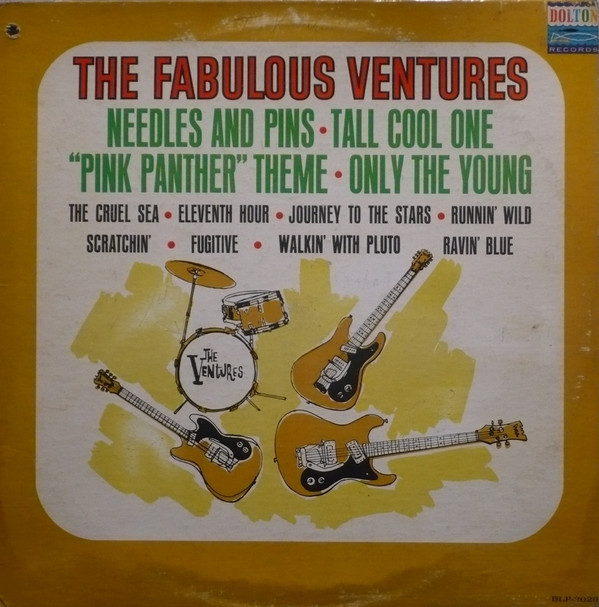 DOLTON
RECORDS
THE FABULOUS VENTURES
NEEDLES AND PINS • TALL COOL ONE
"PINK PANTHER" THEME • ONLY THE YOUNG
THE CRUEL SEA • ELEVENTH HOUR • JOURNEY TO THE STARS • RUNNIN' WILD
SCRATCHIN' • FUGITIVE • WALKIN' WITH PLUTO RAVIN' BLUE
THE
VENTURES
BLP-2029